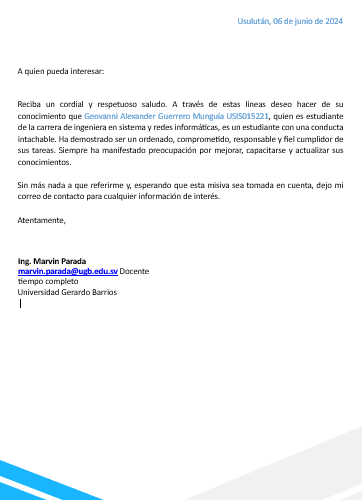 Usulután, 06 de junio de 2024
A quien pueda interesar:
Reciba un cordial y respetuoso saludo. A través de estas líneas deseo hacer de su
conocimiento que Geovanni Alexander Guerrero Munguía USIS015221, quien es estudiante
de la carrera de ingeniera en sistema y redes informáticas, es un estudiante con una conducta
intachable. Ha demostrado ser un ordenado, comprometido, responsable y fiel cumplidor de
sus tareas. Siempre ha manifestado preocupación por mejorar, capacitarse y actualizar sus
conocimientos.
Sin más nada a que referirme y, esperando que esta misiva sea tomada en cuenta, dejo mi
correo de contacto para cualquier información de interés.
Atentamente,
Ing. Marvin Parada
marvin.parada@ugb.edu.sv Docente
tiempo completo
Universidad Gerardo Barrios